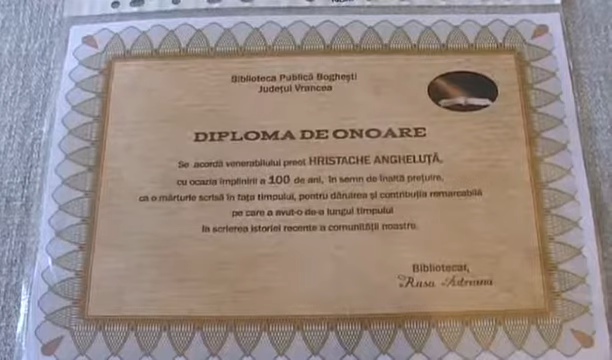 Biblioteca Publică Boghești
Județul Vrancea
DIPLOMA DE ONOARE
Se acordă venerabilului preot HRISTACHE ANGHELUȚĂ,
cu ocazia împlinirii a 100 de ani, în semn de înaltă prețuire,
ca o mărturie scrisă în fața timpului, pentru dăruirea și contribuția remarcabilă
pe care a avut-o de-a lungul timpului
la scrierea istoriei recente a comunității noastre.
Bibliotecar,
Rusu Adriana